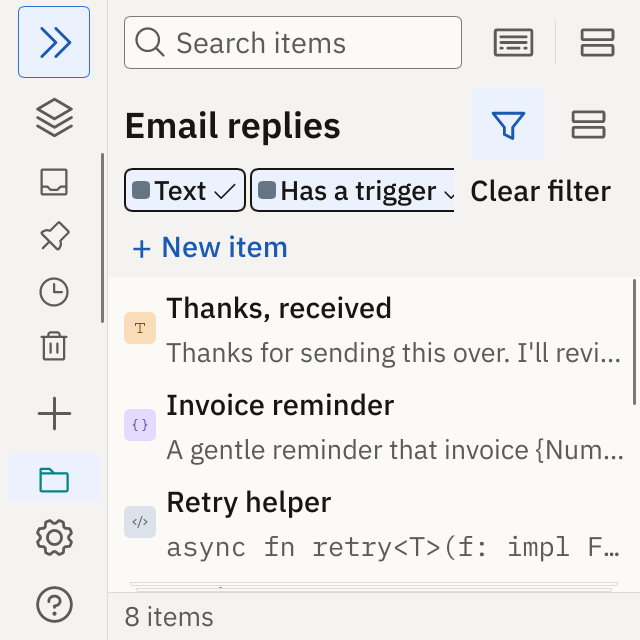 Search items
Email replies
Text
Has a trigger
Clear filter
+ New item
T
Thanks, received
Thanks for sending this over. I'll revi...
{}
Invoice reminder
A gentle reminder that invoice {Num...
</>
Retry helper
async fn retry<T>(f: impl F...
8 items